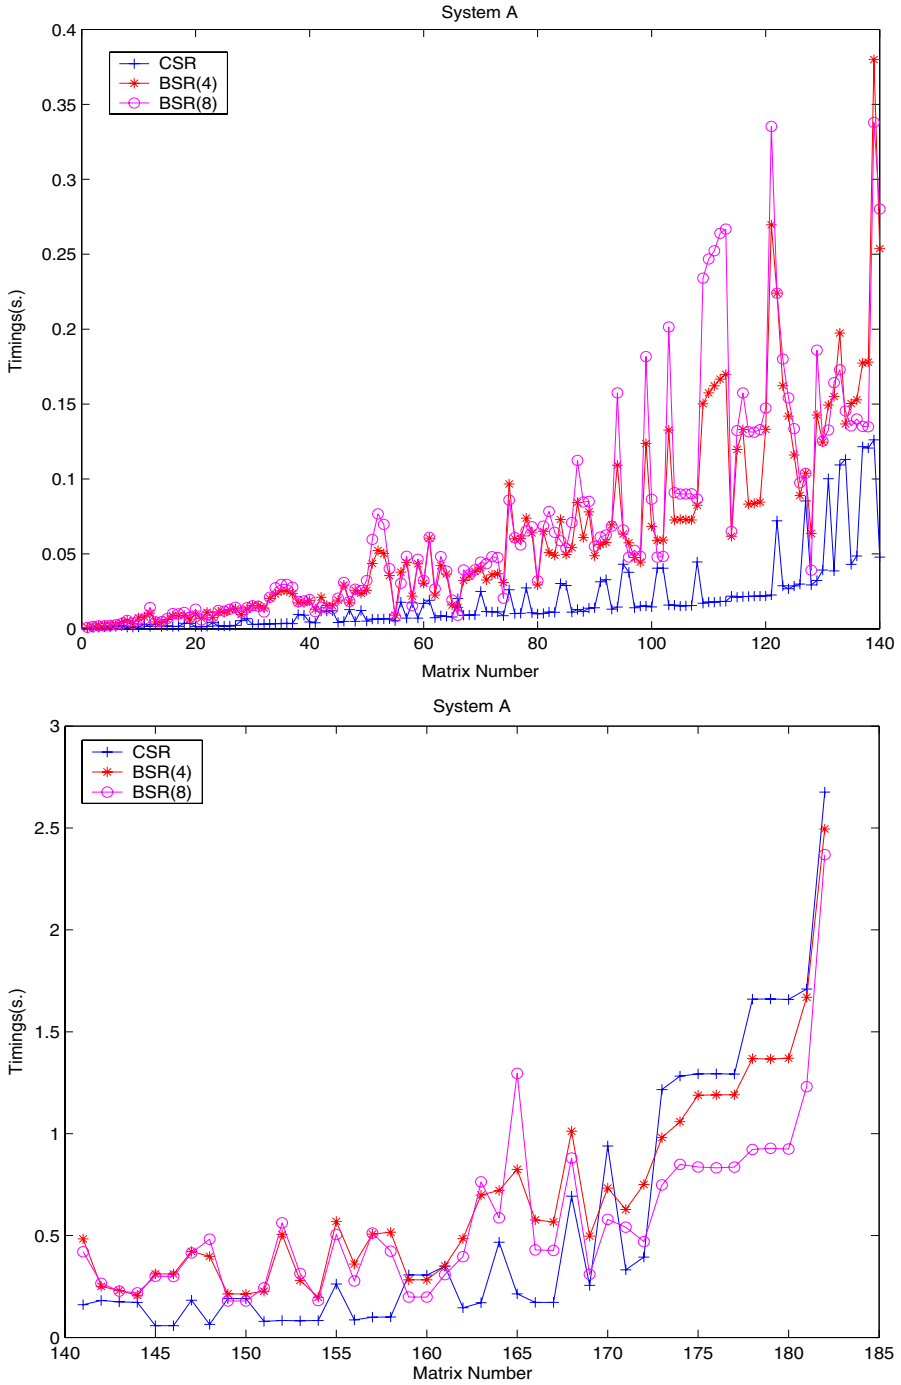 System A
0.4
0.35
0.3
0.25
0.2
0.15
0.1
0.05
0
Timings(s.)
CSR
BSR(4)
BSR(8)
0 20 40 60 80 100 120 140
Matrix Number
System A
3
2.5
2
1.5
1
0.5
0
Timings(s.)
CSR
BSR(4)
BSR(8)
140 145 150 155 160 165 170 175 180 185
Matrix Number